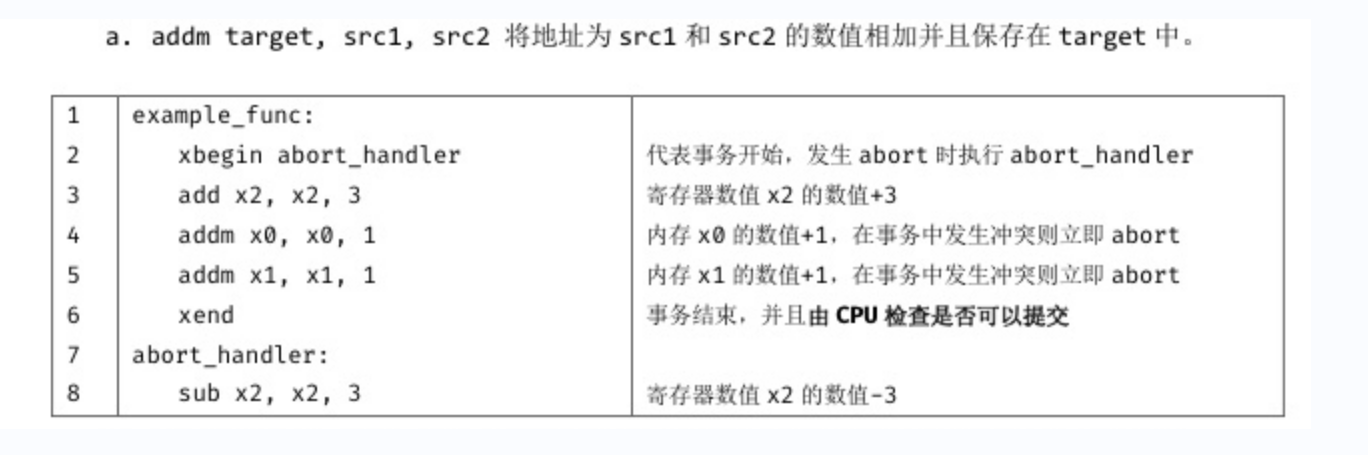 a. addm target, src1, src2 将地址为 src1 和 src2 的数值相加并且保存在 target 中。
1 example_func:
2 xbegin abort_handler 代表事务开始，发生 abort 时执行 abort_handler
3 add x2, x2, 3 寄存器数值 x2 的数值+3
4 addm x0, x0, 1 内存 x0 的数值+1，在事务中发生冲突则立即 abort
5 addm x1, x1, 1 内存 x1 的数值+1，在事务中发生冲突则立即 abort
6 xend 事务结束，并且由 CPU 检查是否可以提交
7 abort_handler:
8 sub x2, x2, 3 寄存器数值 x2 的数值-3